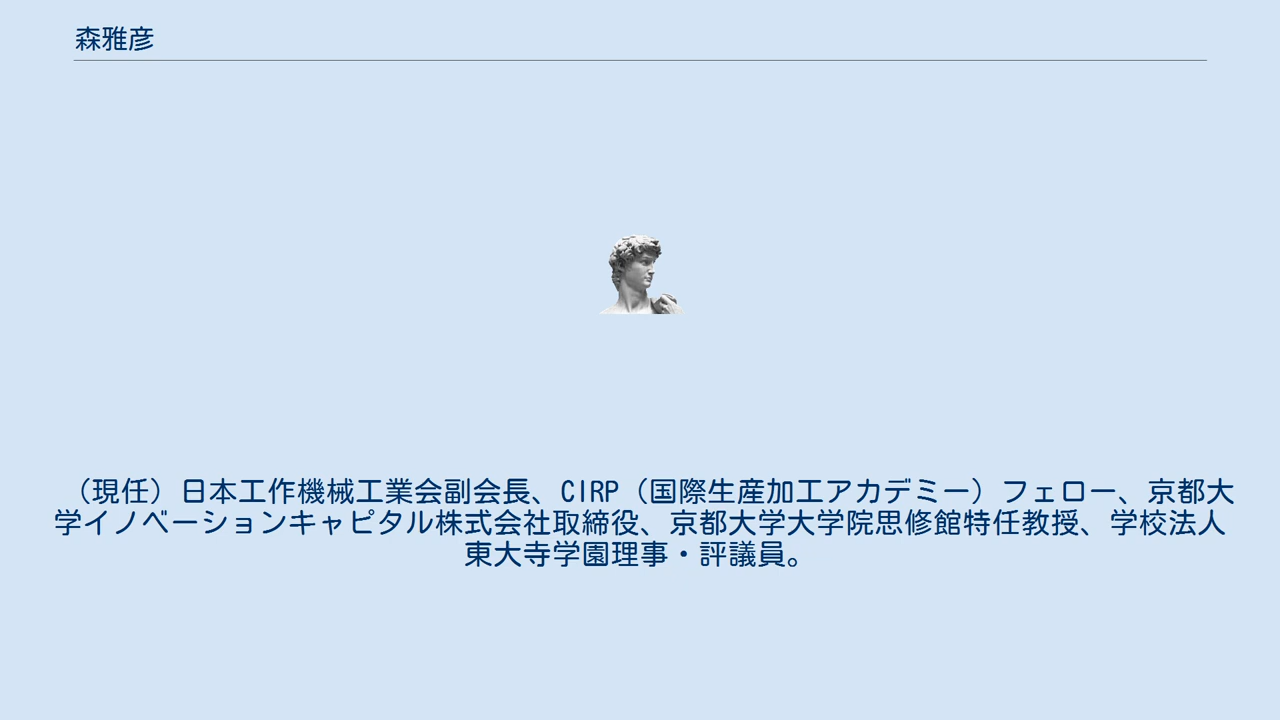 森雅彦
（現任）日本工作機械工業会副会長、CIRP（国際生産加工アカデミー）フェロー、京都大
学イノベーションキャピタル株式会社取締役、京都大学大学院思修館特任教授、学校法人
東大寺学園理事・評議員。